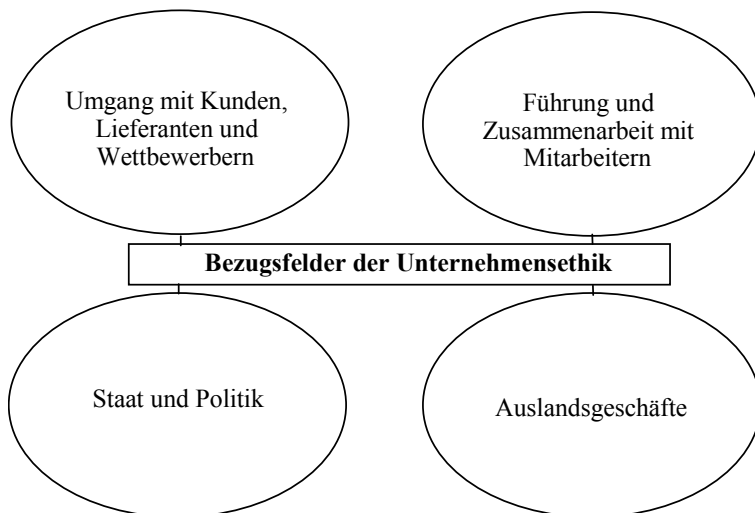 Umgang mit Kunden,
Lieferanten und
Wettbewerbern
Führung und
Zusammenarbeit mit
Mitarbeitern
Bezugsfelder der Unternehmensethik
Staat und Politik
Auslandsgeschäfte